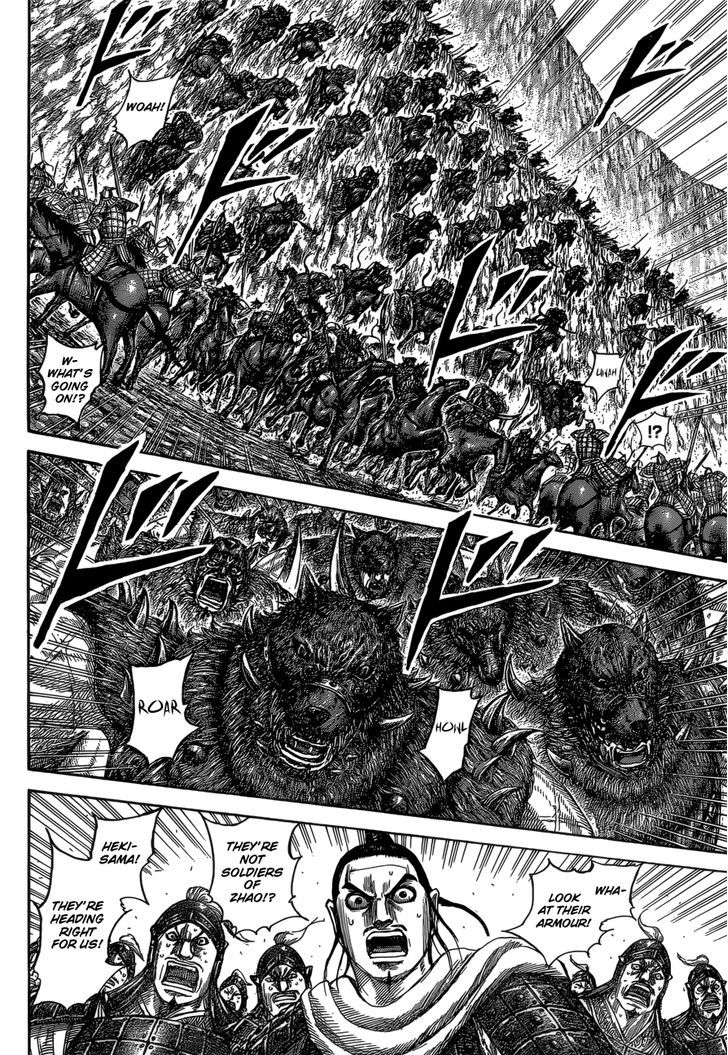 ド
ド
WOAH!
ド
ド
ド
UWAH
!?
W-
WHAT'S
GOING
ON!?
ド
ド
HOWL
ROAR
WHA-
LOOK
AT THEIR
ARMOUR!
THEY'RE
NOT
SOLDIERS
OF
ZHAO!?
HEKI-
SAMA!
THEY'RE
HEADING
RIGHT
FOR US!